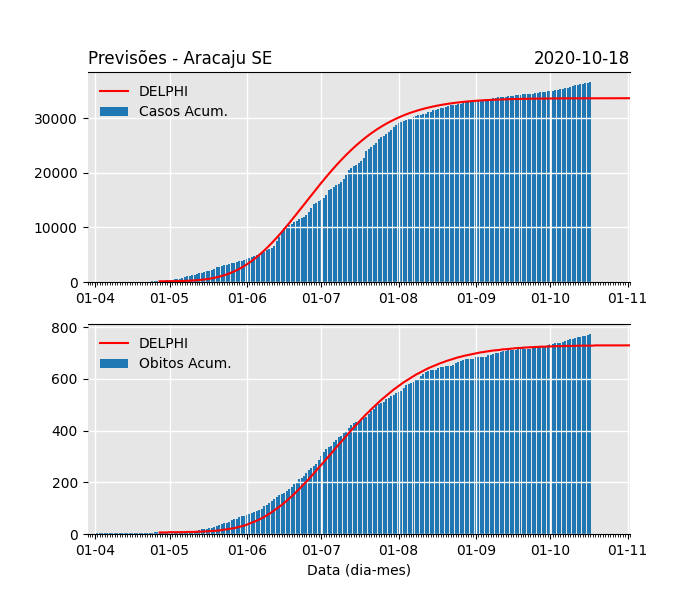 Previsões - Aracaju SE 2020-10-18
DELPHI
Casos Acum.
30000
20000
10000
0
01-04 01-05 01-06 01-07 01-08 01-09 01-10 01-11
800
DELPHI
Obitos Acum.
600
400
200
0
01-04 01-05 01-06 01-07 01-08 01-09 01-10 01-11
Data (dia-mes)